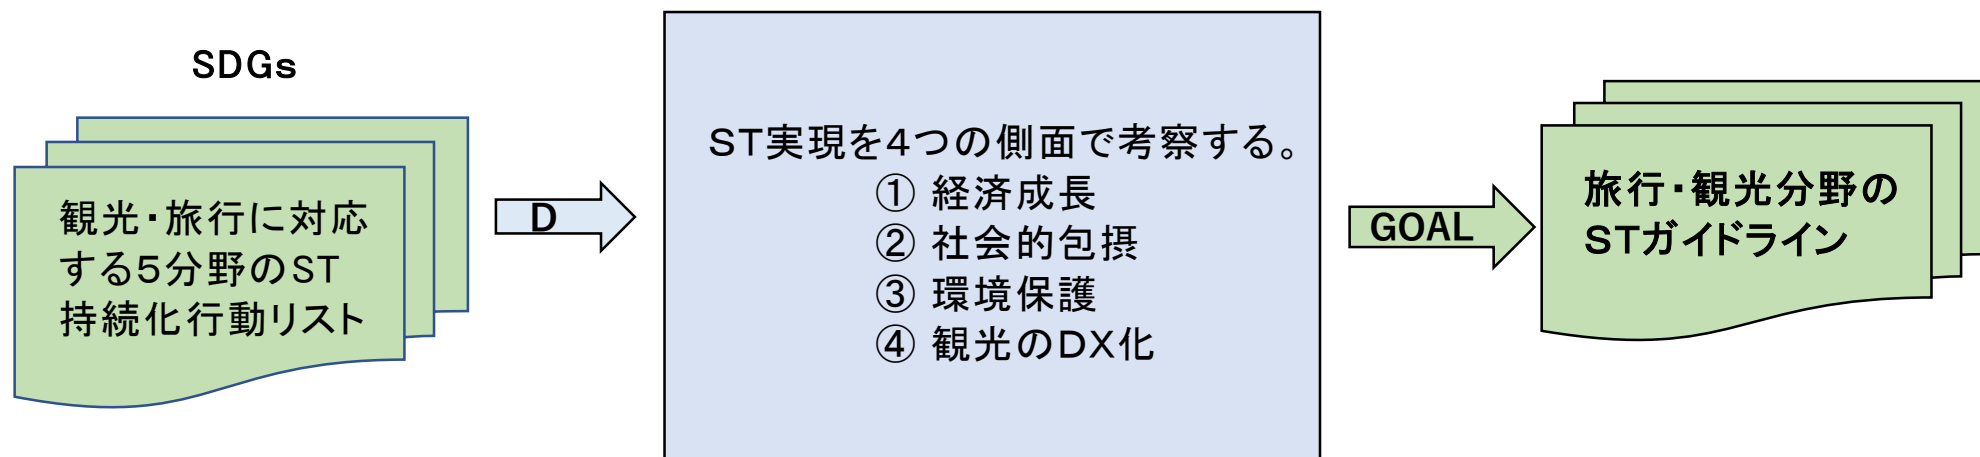 SDGs
観光・旅行に対応
する5分野のST
持続化行動リスト
D
ST実現を4つの側面で考察する。
① 経済成長
② 社会的包摂
③ 環境保護
④ 観光のDX化
GOAL
旅行・観光分野の
STガイドライン